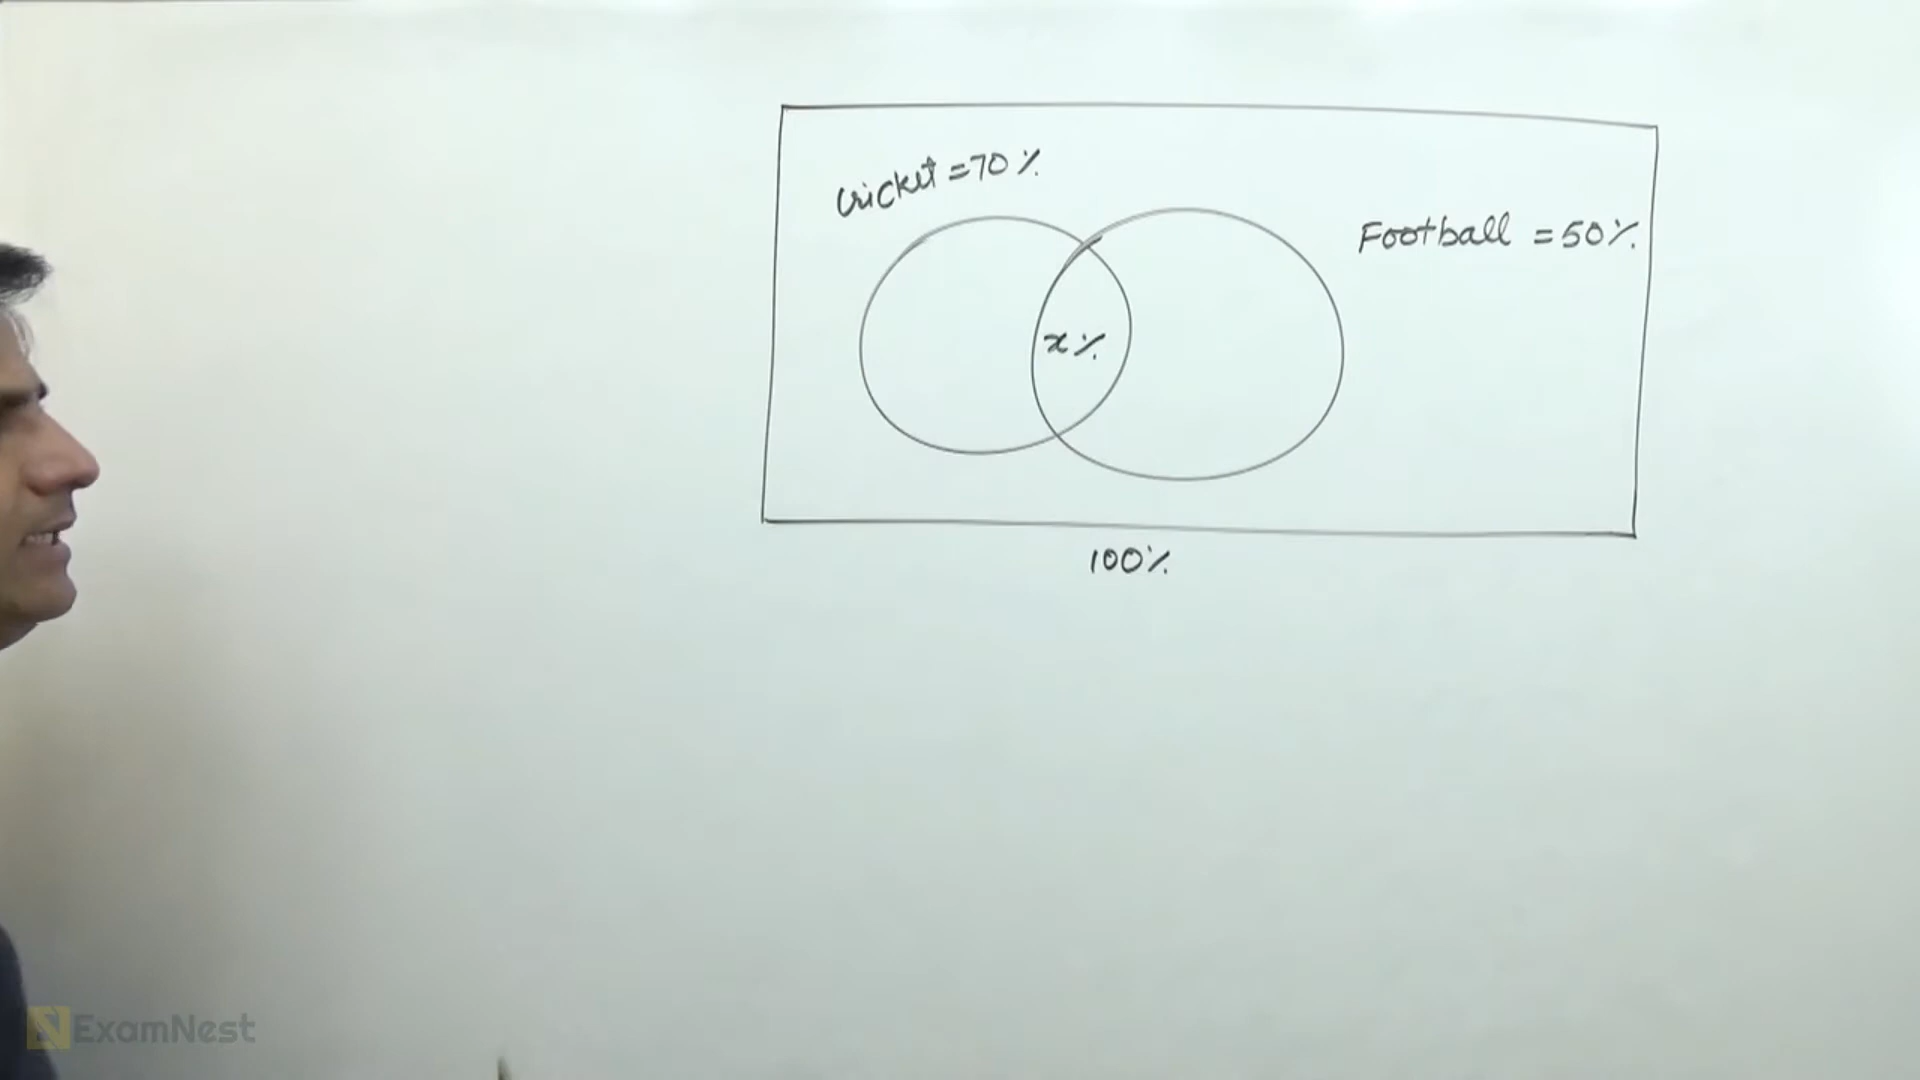 Cricket = 70%
Football = 50%
x%
100%
ExamNest